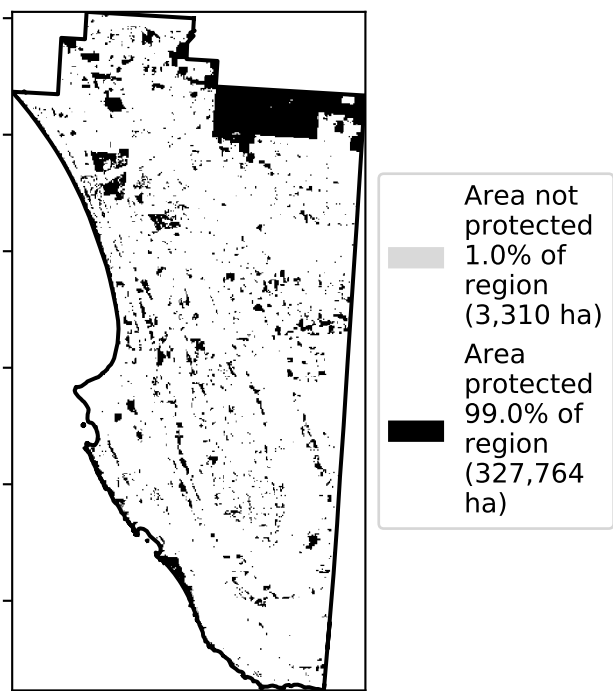 Area not
protected
1.0% of
region
(3,310 ha)
Area
protected
99.0% of
region
(327,764
ha)